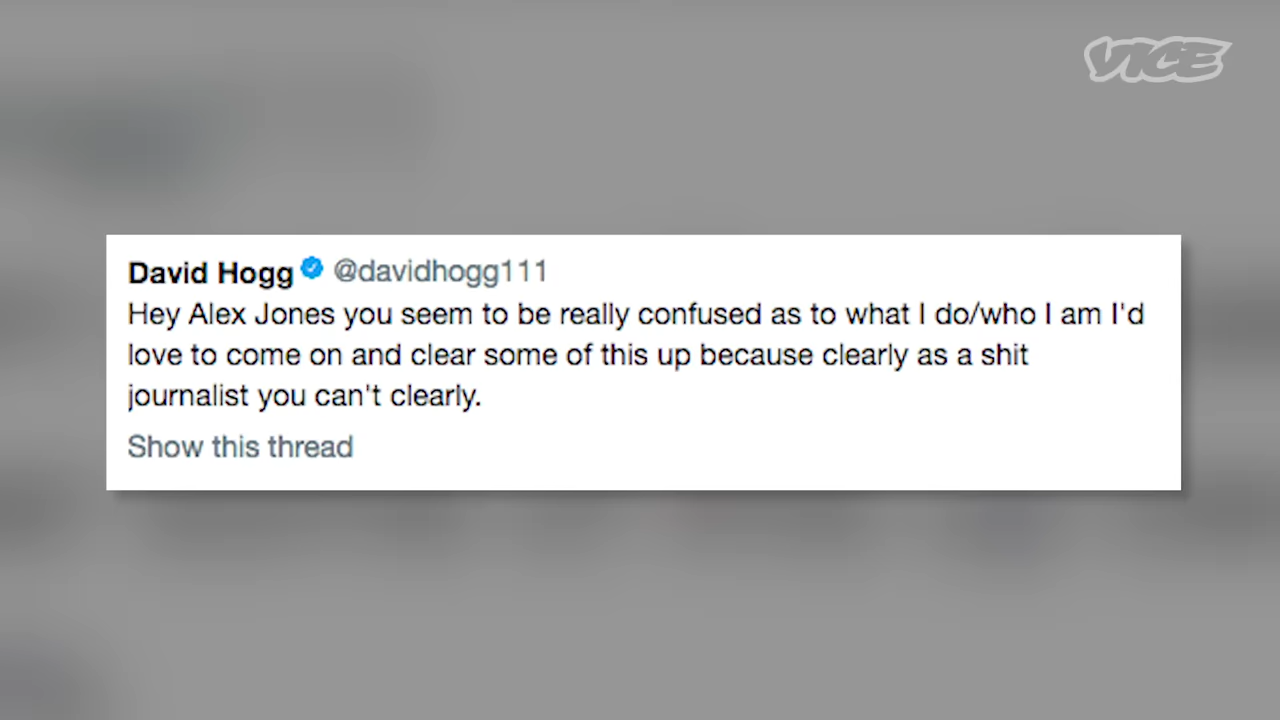 VICE
David Hogg @davidhogg111
Hey Alex Jones you seem to be really confused as to what I do/who I am I'd
love to come on and clear some of this up because clearly as a shit
journalist you can't clearly.
Show this thread